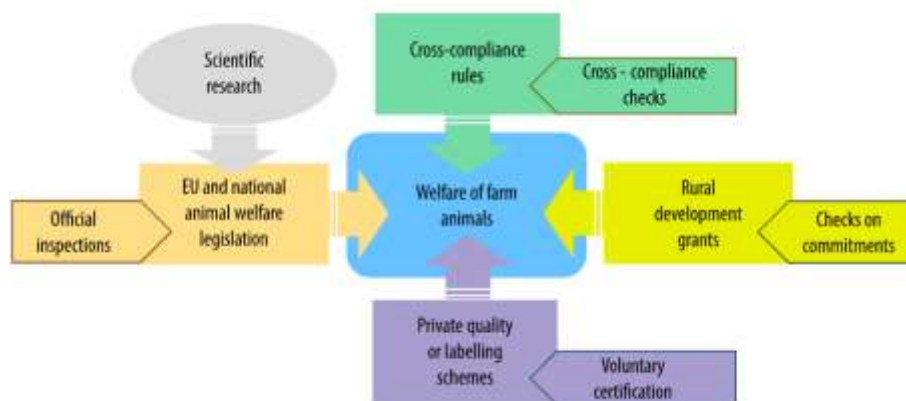 Scientific
research
Cross-compliance
rules
Cross - compliance
checks
EU and national
animal welfare
legislation
Official
inspections
Welfare of farm
animals
Rural
development
grants
Checks on
commitments
Private quality
or labelling
schemes
Voluntary
certification